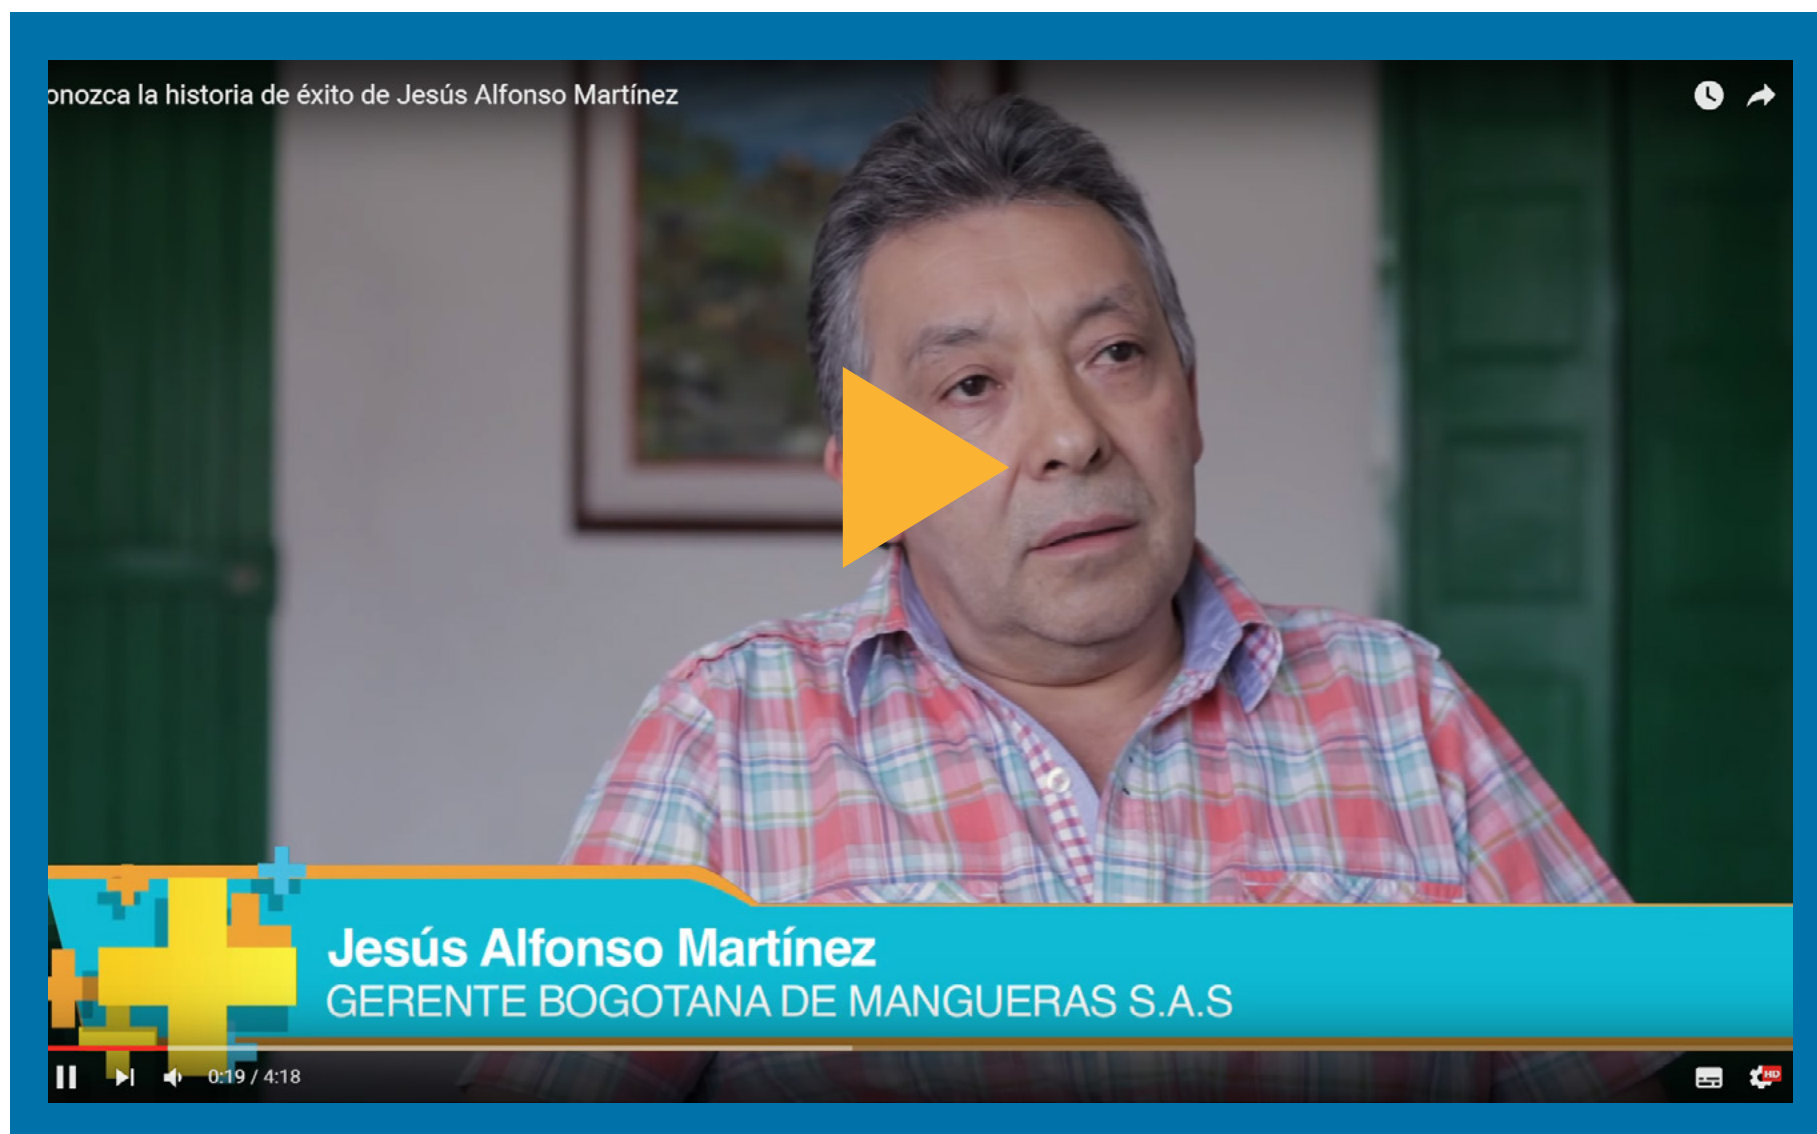 onozca la historia de éxito de Jesús Alfonso Martínez
Jesús Alfonso Martínez
GERENTE BOGOTANA DE MANGUERAS S.A.S
0:19 / 4:18
HD